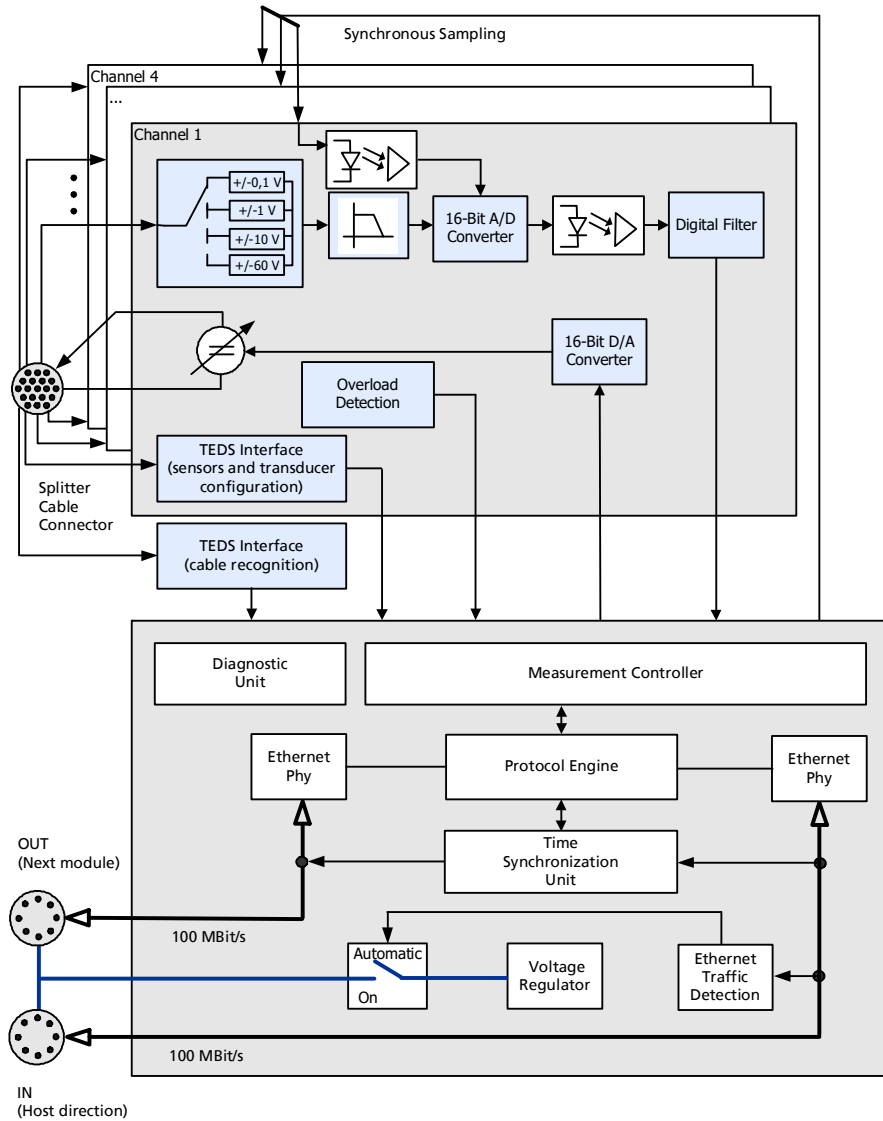 Synchronous Sampling
Channel 4
...
Channel 1
+/-0,1 V
+/-1 V
+/-10 V
+/-60 V
16-Bit A/D
Converter
Digital Filter
16-Bit D/A
Converter
Overload
Detection
TEDS Interface
(sensors and transducer
configuration)
Splitter
Cable
Connector
TEDS Interface
(cable recognition)
Diagnostic
Unit
Measurement Controller
Ethernet
Phy
Protocol Engine
Ethernet
Phy
OUT
(Next module)
Time
Synchronization
Unit
100 MBit/s
Automatic
On
Voltage
Regulator
Ethernet
Traffic
Detection
100 MBit/s
IN
(Host direction)